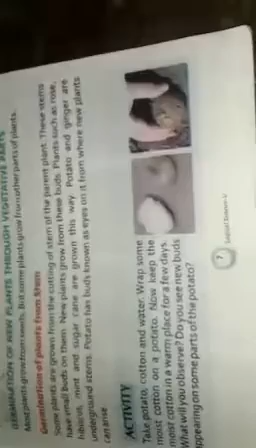 GERMINATION OF NEW PLANTS THROUGH VEGETATIVE PARTS
Most plants grow from seeds. But some plants grow from other parts of plants.
Germination of plants from Stem
Some plants are grown from the cutting of stem of the parent plant. These stems
have small buds on them. New plants grow from these buds. Plants such as rose,
hibiscus, mint and sugar cane are grown this way. Potato and ginger are
underground stems. Potato has buds known as eyes on it from where new plants
can arise.
ACTIVITY
Take potato, cotton and water. Wrap some
moist cotton on a potato. Now keep the
moist cotton in a warm place for a few days.
What will you observe? Do you see new buds
appearing on some parts of the potato?
7